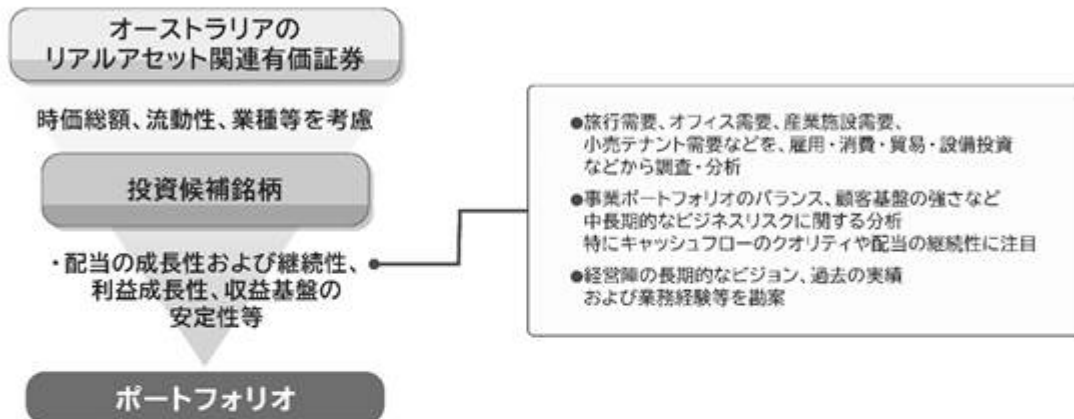 オーストラリアの
リアルアセット関連有価証券
時価総額、流動性、業種等を考慮
投資候補銘柄
・配当の成長性および継続性、
利益成長性、収益基盤の
安定性等
ポートフォリオ
●旅行需要、オフィス需要、産業施設需要、
小売テナント需要などを、雇用・消費・貿易・設備投資
などから調査・分析
●事業ポートフォリオのバランス、顧客基盤の強さなど
中長期的なビジネスリスクに関する分析
特にキャッシュフローのクオリティや配当の継続性に注目
●経営陣の長期的なビジョン、過去の実績
および業務経験等を勘案